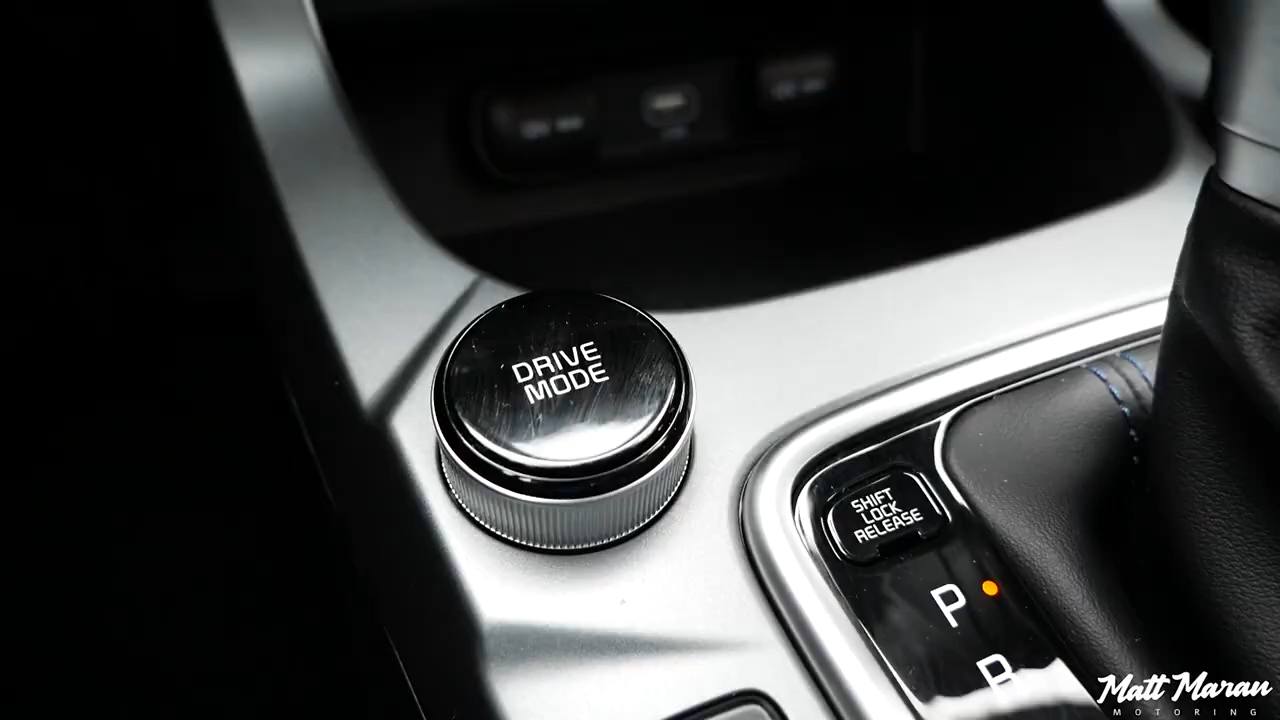 DRIVE
MODE
SHIFT
LOCK
RELEASE
P
R
Matt Maran
MOTORING